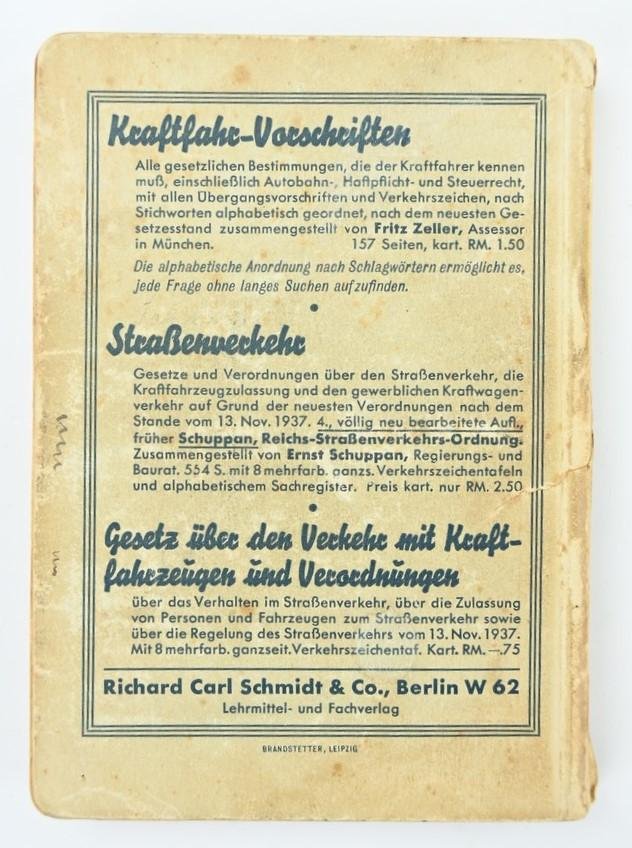 Kraftfahr-Vorschriften
Alle gesetzlichen Bestimmungen, die der Kraftfahrer kennen
muß, einschließlich Autobahn-, Haftpflicht- und Steuerrecht,
mit allen Übergangsvorschriften und Verkehrszeichen, nach
Stichworten alphabetisch geordnet, nach dem neuesten Ge-
setzesstand zusammengestellt von Fritz Zeller, Assessor
in München. 157 Seiten, kart. RM. 1.50
Die alphabetische Anordnung nach Schlagwörtern ermöglicht es,
jede Frage ohne langes Suchen aufzufinden.
Straßenverkehr
Gesetze und Verordnungen über den Straßenverkehr, die
Kraftfahrzeugzulassung und den gewerblichen Kraftwagen-
verkehr auf Grund der neuesten Verordnungen nach dem
Stande vom 13. Nov. 1937. 4., völlig neu bearbeitete Aufl.,
früher Schuppan, Reichs-Straßenverkehrs-Ordnung.
Zusammengestellt von Ernst Schuppan, Regierungs- und
Baurat. 554 S. mit 8 mehrfarb. ganzs. Verkehrszeichentafeln
und alphabetischem Sachregister. Preis kart. nur RM. 2.50
Gesetz über den Verkehr mit Kraft-
fahrzeugen und Verordnungen
über das Verhalten im Straßenverkehr, über die Zulassung
von Personen und Fahrzeugen zum Straßenverkehr sowie
über die Regelung des Straßenverkehrs vom 13. Nov. 1937.
Mit 8 mehrfarb. ganzseit. Verkehrszeichentaf. Kart. RM. —.75
Richard Carl Schmidt & Co., Berlin W 62
Lehrmittel- und Fachverlag
BRANDSTETTER, LEIPZIG